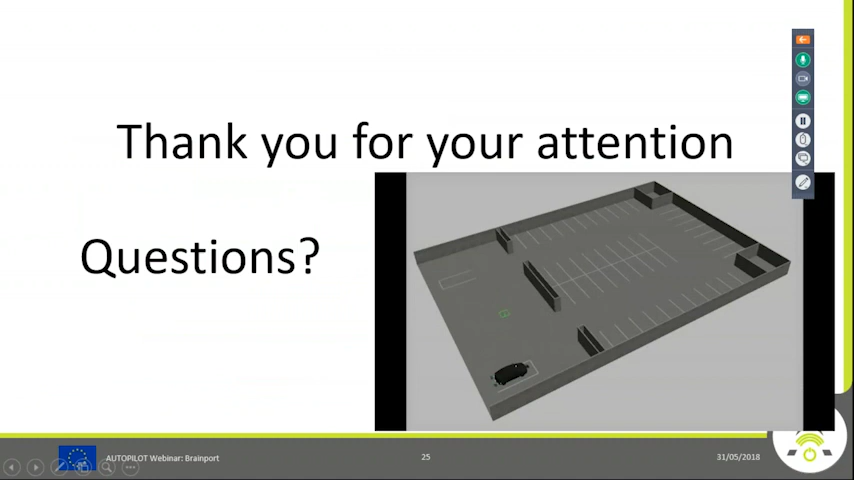 Thank you for your attention
Questions?
AUTOPILOT Webinar: Brainport
25
31/05/2018